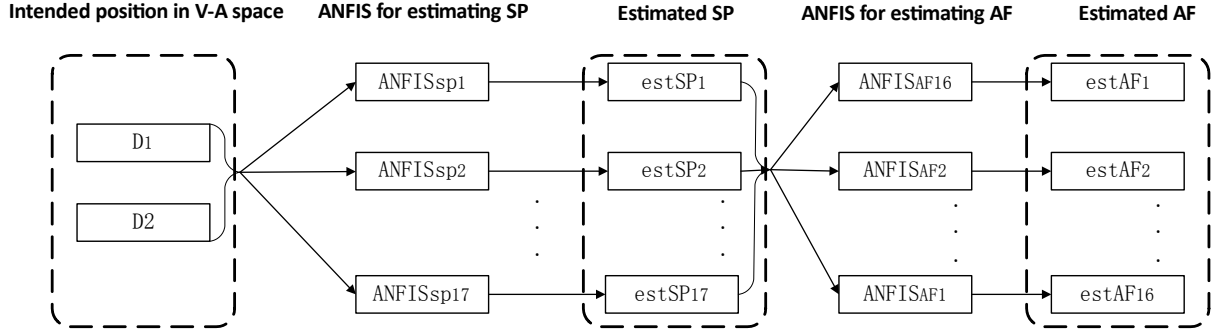 Intended position in V-A space ANFIS for estimating SP Estimated SP ANFIS for estimating AF Estimated AF
ANFISsp1 estSP1 ANFISAF16 estAF1
D1
ANFISsp2 estSP2 ANFISAF2 estAF2
D2
ANFISsp17 estSP17 ANFISAF1 estAF16